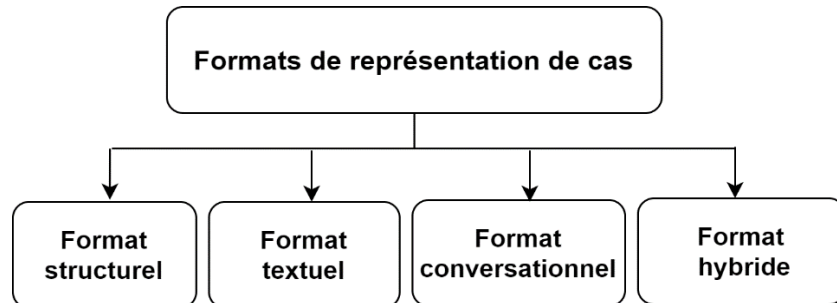 Formats de représentation de cas
Format
structurel
Format
textuel
Format
conversationnel
Format
hybride